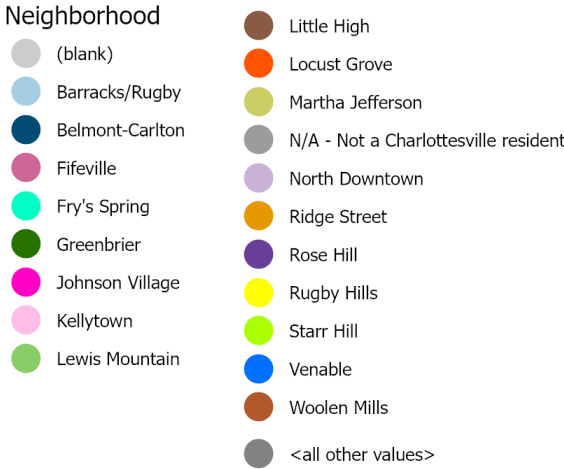 Neighborhood
(blank)
Barracks/Rugby
Belmont-Carlton
Fifeville
Fry's Spring
Greenbrier
Johnson Village
Kellytown
Lewis Mountain
Little High
Locust Grove
Martha Jefferson
N/A - Not a Charlottesville resident
North Downtown
Ridge Street
Rose Hill
Rugby Hills
Starr Hill
Venable
Woolen Mills
<all other values>